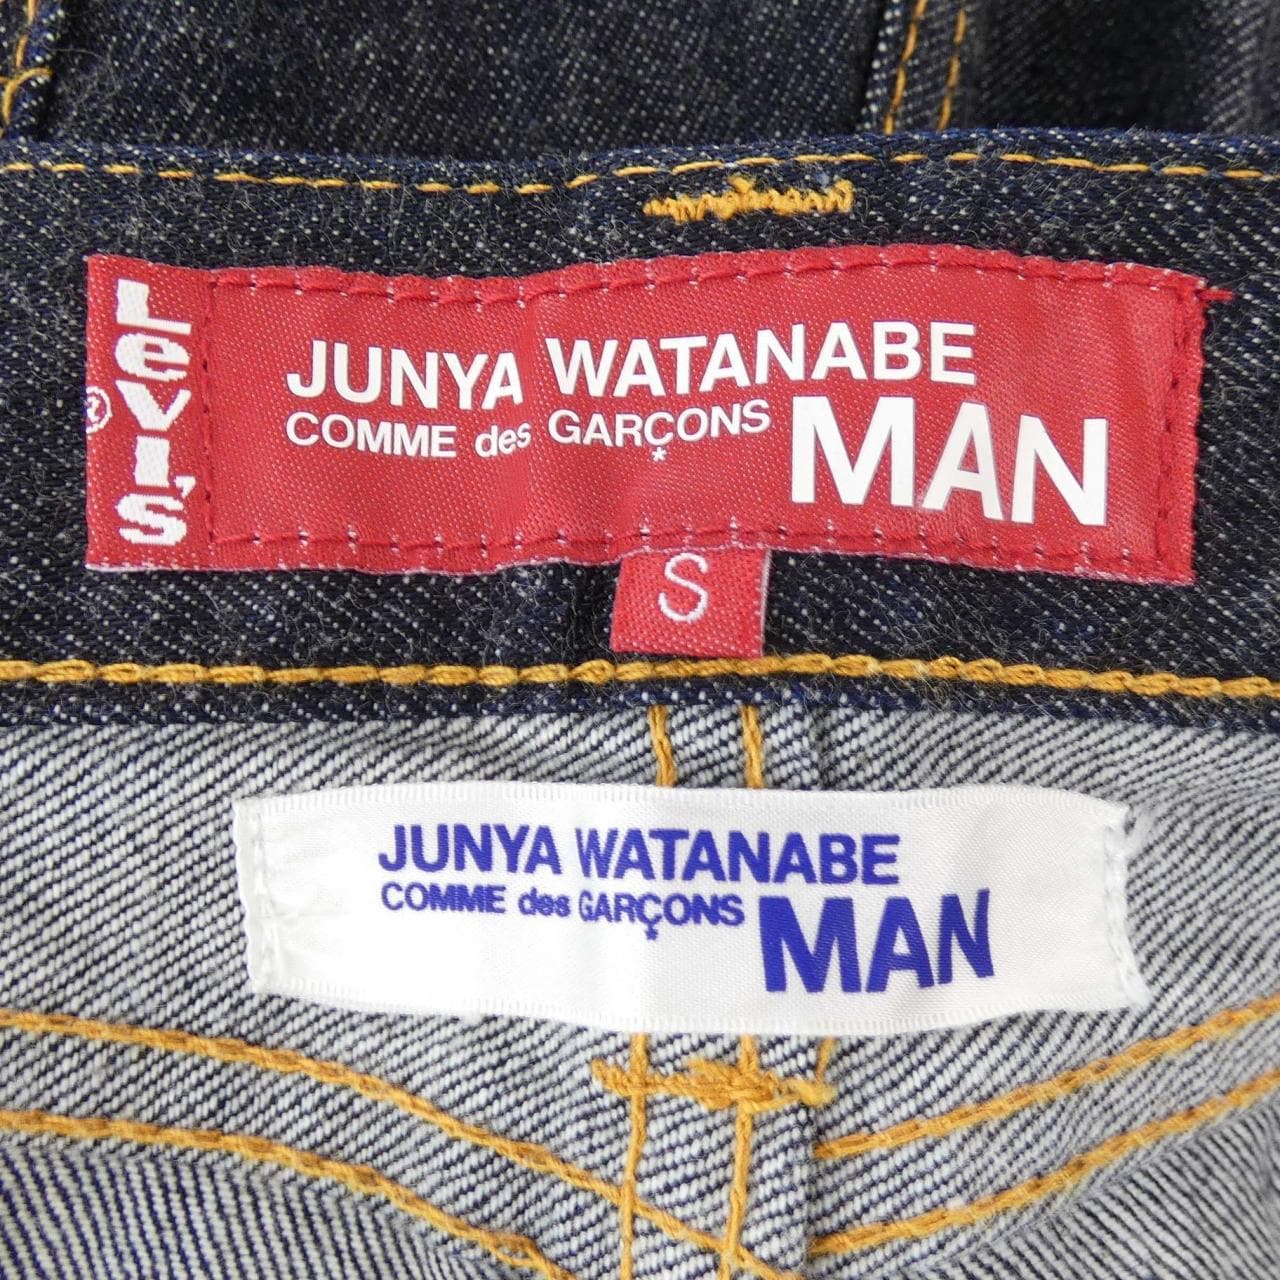 Levi's
®
JUNYA WATANABE
COMME des GARÇONS
*
MAN
S
JUNYA WATANABE
COMME des GARÇONS
*
MAN